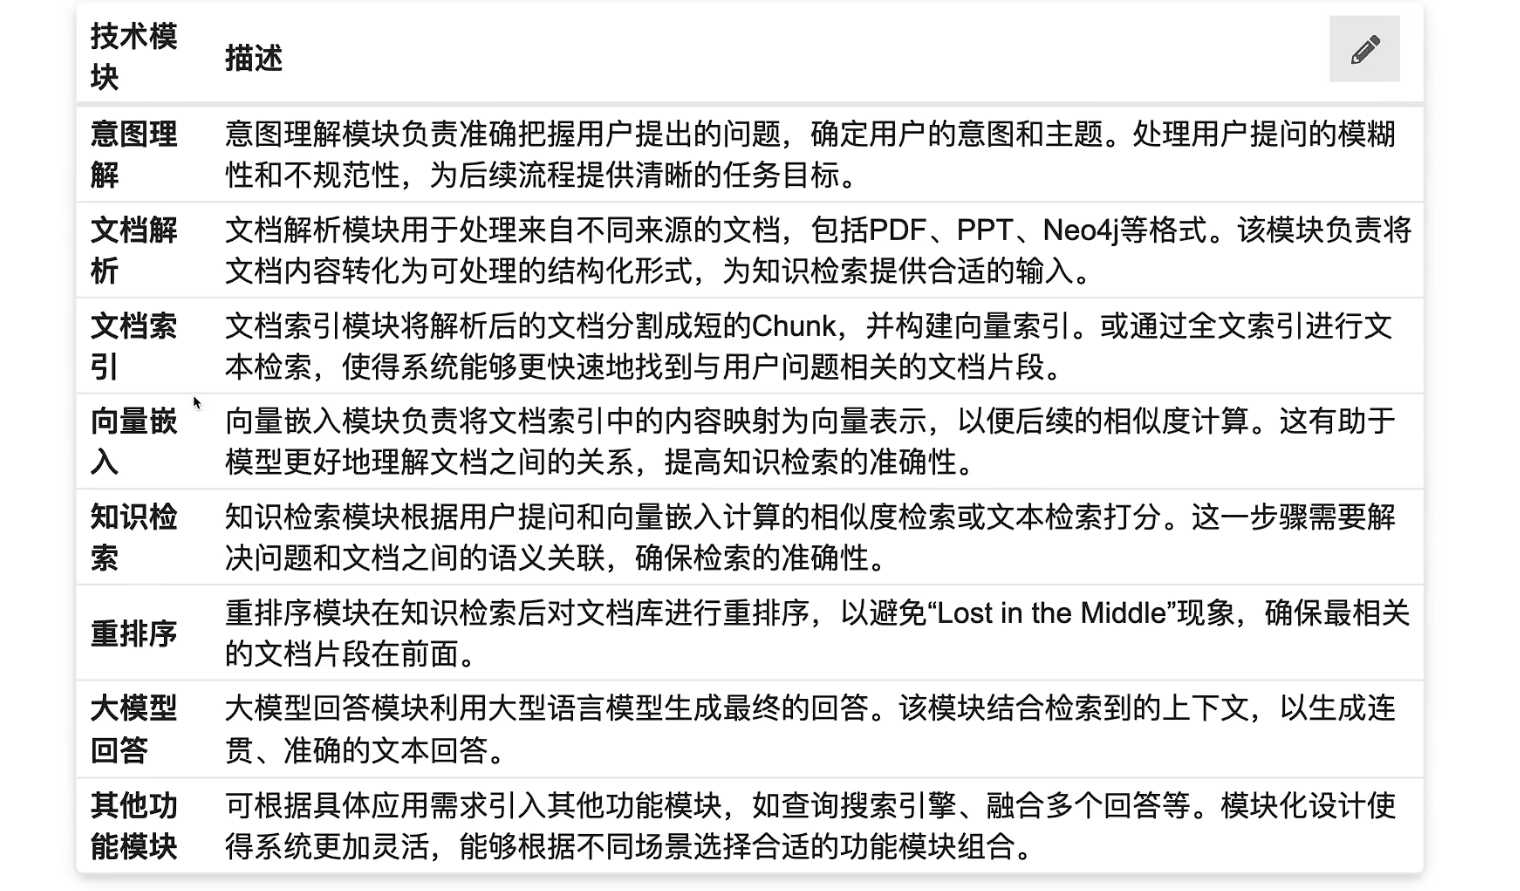 技术模
块
描述
意图理
解
意图理解模块负责准确把握用户提出的问题，确定用户的意图和主题。处理用户提问的模糊
性和不规范性，为后续流程提供清晰的任务目标。
文档解
析
文档解析模块用于处理来自不同来源的文档，包括PDF、PPT、Neo4j等格式。该模块负责将
文档内容转化为可处理的结构化形式，为知识检索提供合适的输入。
文档索
引
文档索引模块将解析后的文档分割成短的Chunk，并构建向量索引。或通过全文索引进行文
本检索，使得系统能够更快速地找到与用户问题相关的文档片段。
向量嵌
入
向量嵌入模块负责将文档索引中的内容映射为向量表示，以便后续的相似度计算。这有助于
模型更好地理解文档之间的关系，提高知识检索的准确性。
知识检
索
知识检索模块根据用户提问和向量嵌入计算的相似度检索或文本检索打分。这一步骤需要解
决问题和文档之间的语义关联，确保检索的准确性。
重排序
重排序模块在知识检索后对文档库进行重排序，以避免“Lost in the Middle”现象，确保最相关
的文档片段在前面。
大模型
回答
大模型回答模块利用大型语言模型生成最终的回答。该模块结合检索到的上下文，以生成连
贯、准确的文本回答。
其他功
能模块
可根据具体应用需求引入其他功能模块，如查询搜索引擎、融合多个回答等。模块化设计使
得系统更加灵活，能够根据不同场景选择合适的功能模块组合。